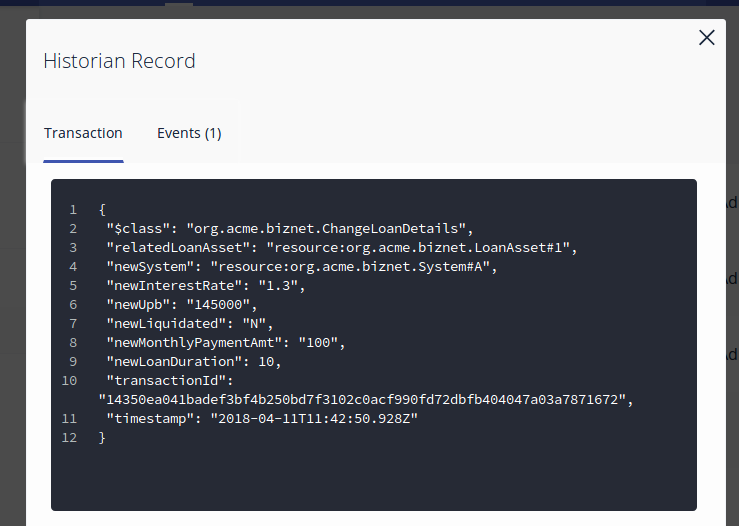 Historian Record
Transaction Events (1)
1 {
2 "$class": "org.acme.biznet.ChangeLoanDetails",
3 "relatedLoanAsset": "resource:org.acme.biznet.LoanAsset#1",
4 "newSystem": "resource:org.acme.biznet.System#A",
5 "newInterestRate": "1.3",
6 "newUpb": "145000",
7 "newLiquidated": "N",
8 "newMonthlyPaymentAmt": "100",
9 "newLoanDuration": 10,
10 "transactionId":
"14350ea041badef3bf4b250bd7f3102c0acf990fd72dbfb404047a03a7871672",
11 "timestamp": "2018-04-11T11:42:50.928Z"
12 }